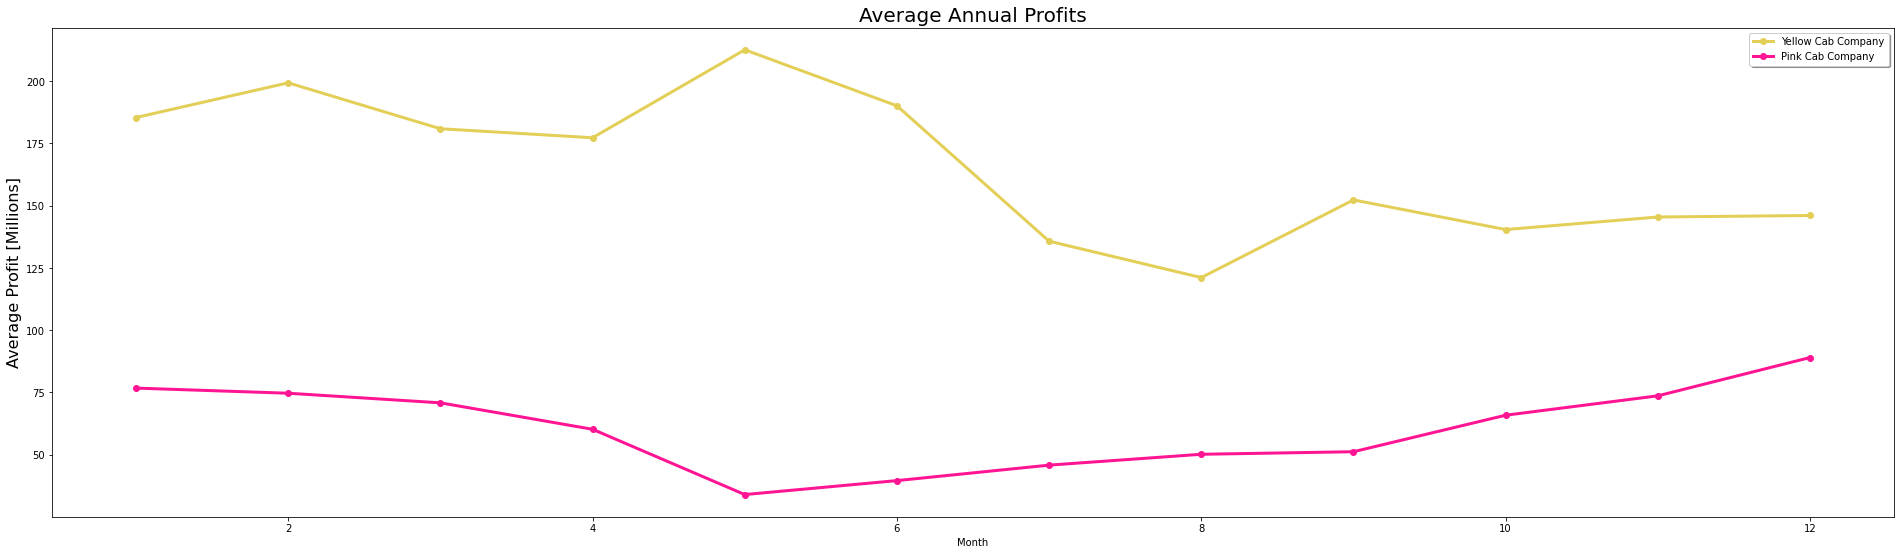 Average Annual Profits
Yellow Cab Company
Pink Cab Company
Average Profit [Millions]
200
175
150
125
100
75
50
2
4
6
8
10
12
Month